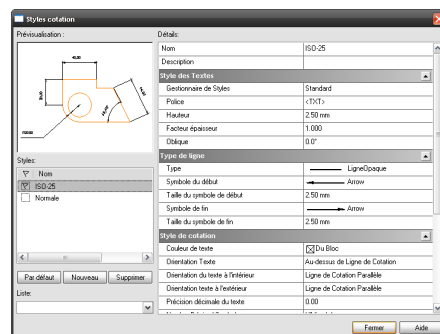 Styles cotation
Prévisualisation :
Détails:
Nom ISO-25
Description
Style des Textes
Gestionnaire de Styles Standard
Police <TXT>
Hauteur 2.50 mm
Facteur épaisseur 1.000
Oblique 0.0°
Type de ligne
Type LigneOpaque
Symbole du début Arrow
Taille du symbole de début 2.50 mm
Symbole de fin Arrow
Taille du symbole de fin 2.50 mm
Style de cotation
Couleur de texte Du Bloc
Orientation Texte Au-dessus de Ligne de Cotation
Orientation du texte à l'intérieur Ligne de Cotation Parallèle
Orientation du texte à l'extérieur Ligne de Cotation Parallèle
Précision décimale du texte 0.00
Styles:
Nom
ISO-25
Normale
Par défaut Nouveau Supprimer
Liste:
Fermer Aide